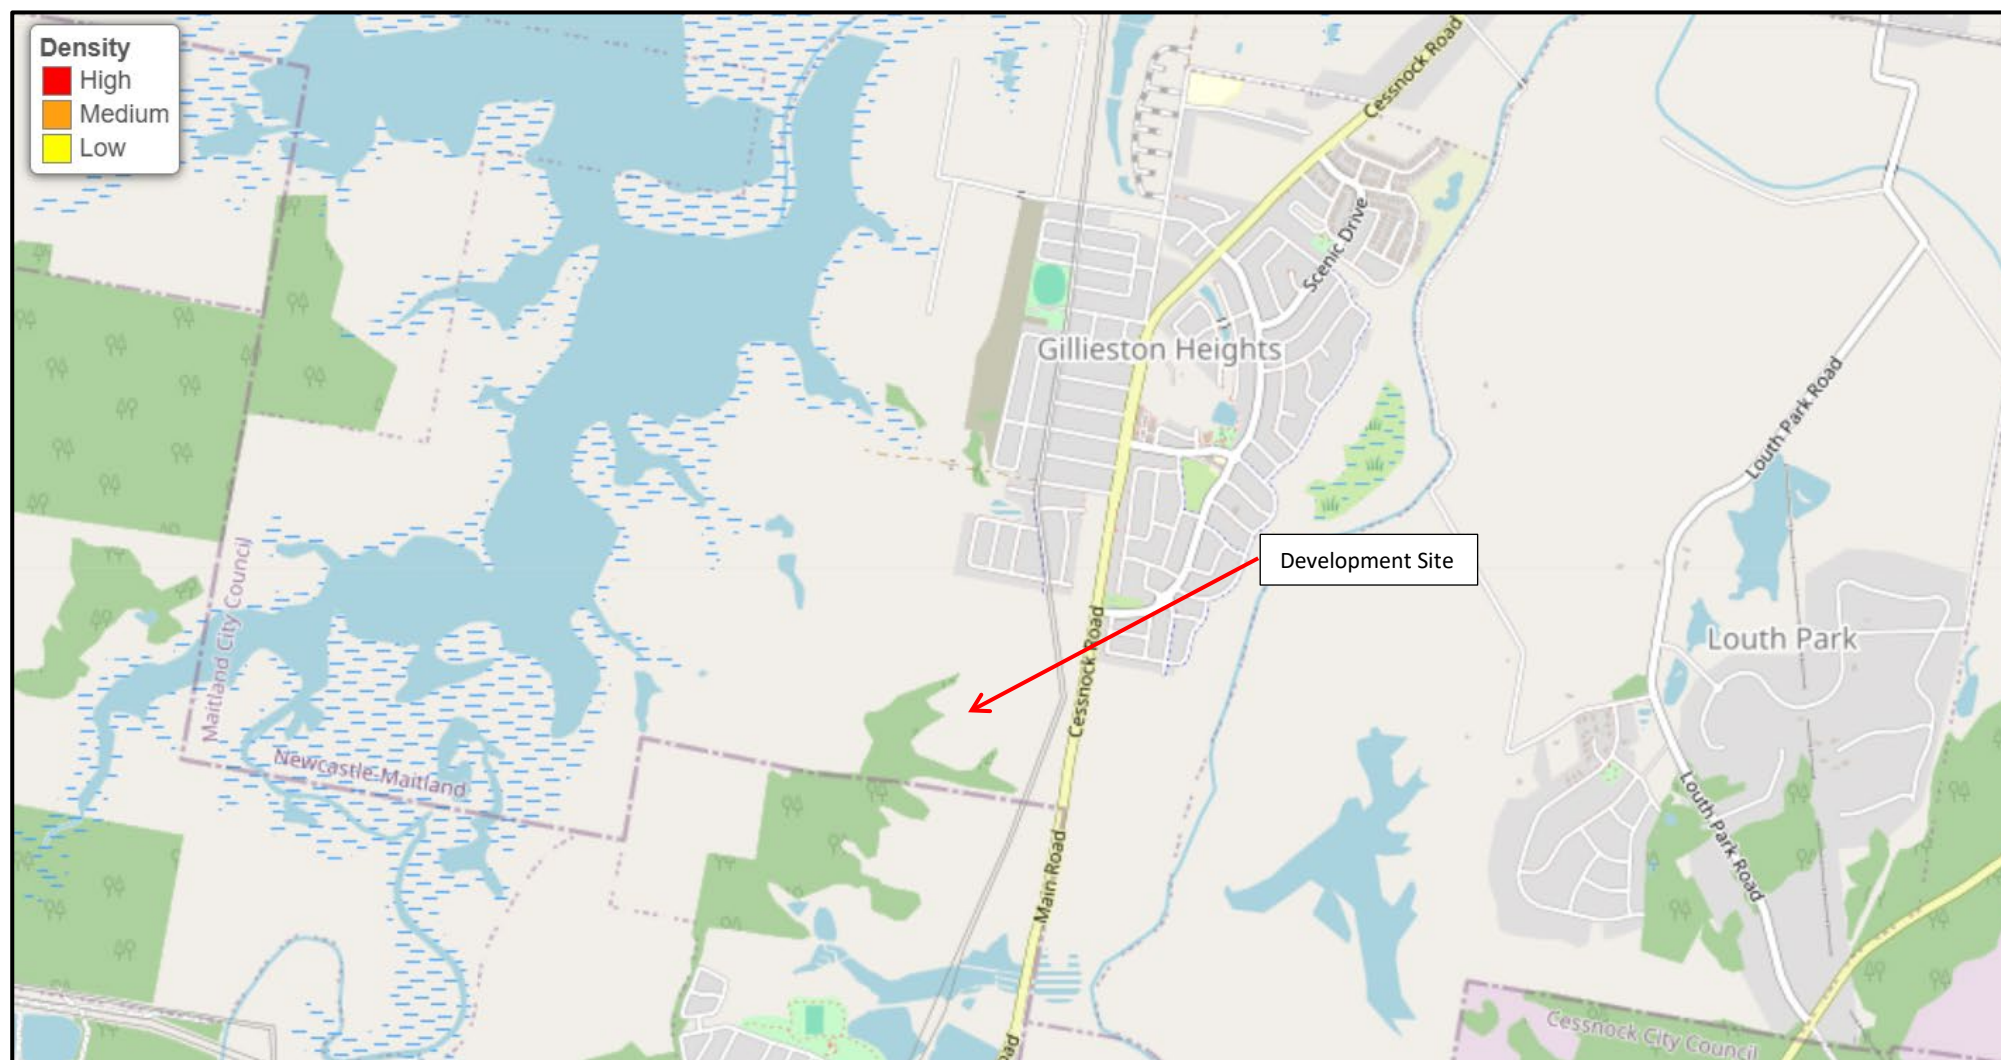 Density
High
Medium
Low
Cessnock Road
Scenic Drive
Gillieston Heights
Louth Park Road
Maitland City Council
Development Site
Cessnock Road
Louth Park
Newcastle-Maitland
Louth Park Road
Main Road
Cessnock City Council